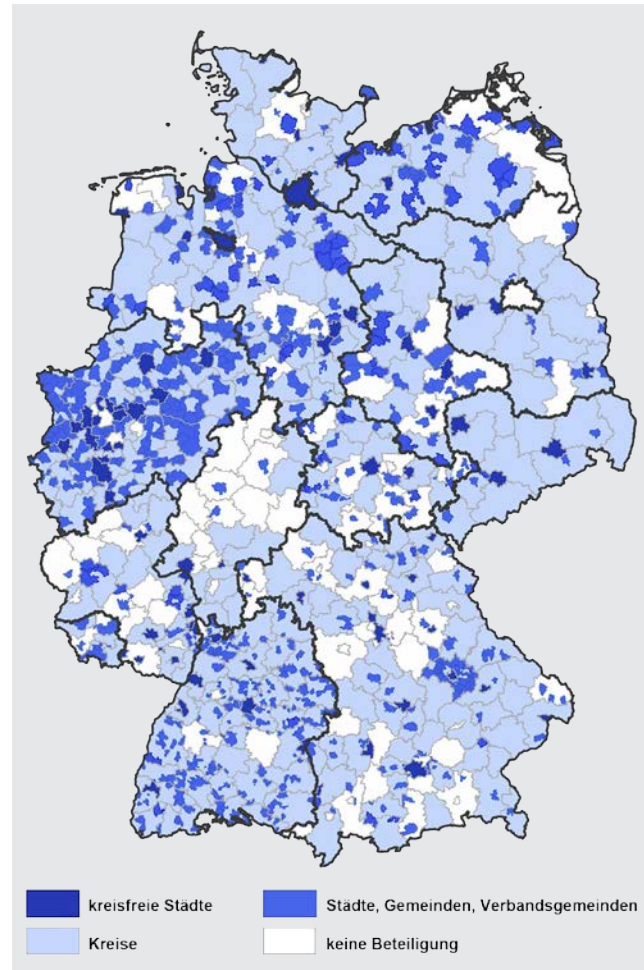 kreisfreie Städte
Städte, Gemeinden, Verbandsgemeinden
Kreise
keine Beteiligung